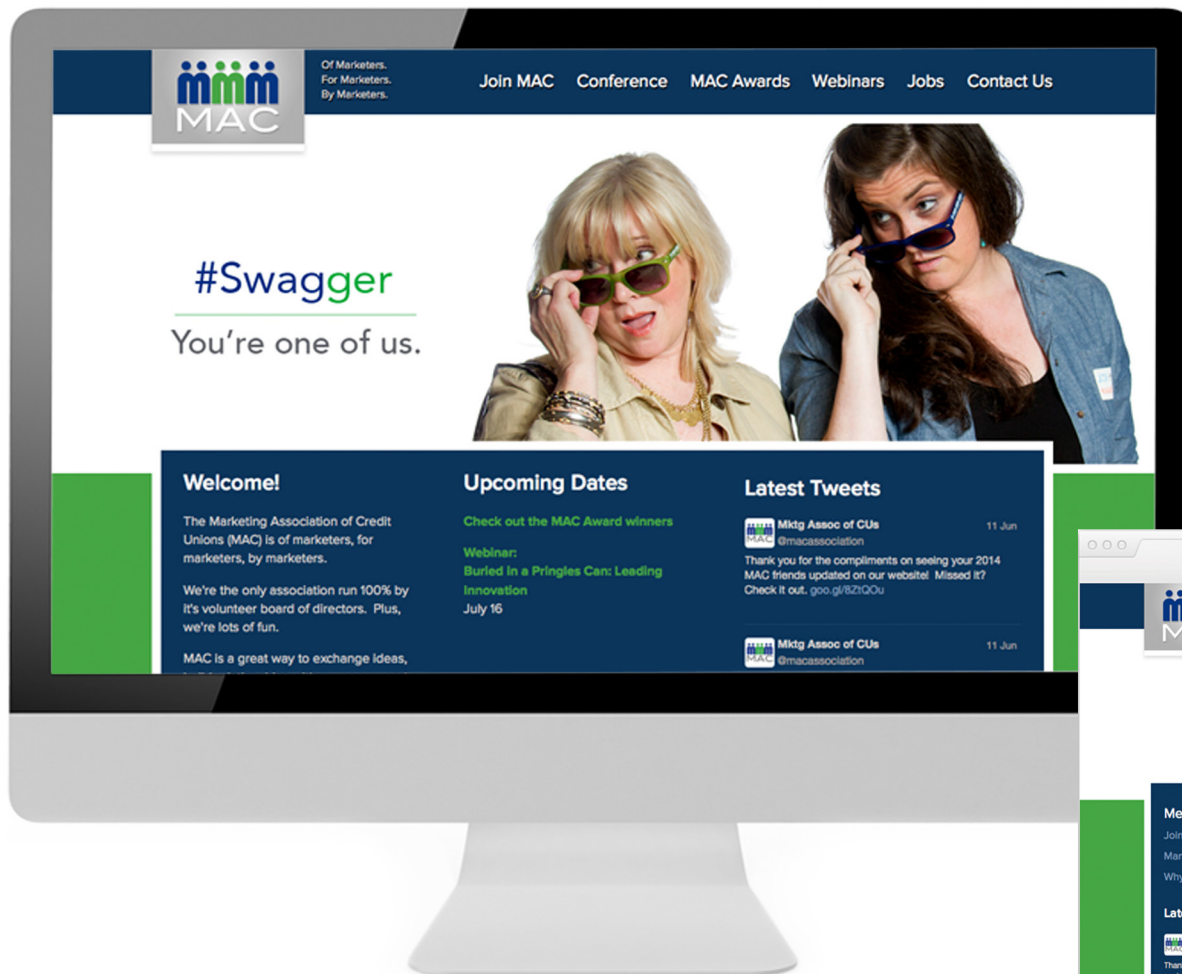 MAC
Of Marketers.
For Marketers.
By Marketers.
Join MAC Conference MAC Awards Webinars Jobs Contact Us
#Swagger
You're one of us.
Welcome!
The Marketing Association of Credit
Unions (MAC) is of marketers, for
marketers, by marketers.
We're the only association run 100% by
it's volunteer board of directors. Plus,
we're lots of fun.
MAC is a great way to exchange ideas,
Upcoming Dates
Check out the MAC Award winners
Webinar:
Buried in a Pringles Can: Leading
Innovation
July 16
Latest Tweets
MAC
Mktg Assoc of CUs 11 Jun
@macassociation
Thank you for the compliments on seeing your 2014
MAC friends updated on our website! Missed it?
Check it out. goo.gl/8ZtQOu
MAC
Mktg Assoc of CUs 11 Jun
@macassociation